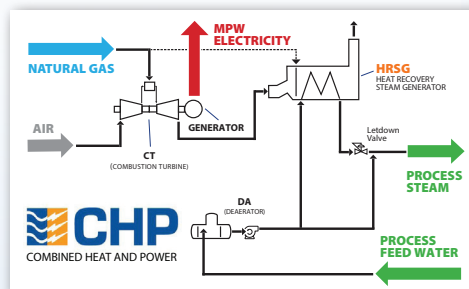 MPW
ELECTRICITY
NATURAL GAS
HRSG
HEAT RECOVERY
STEAM GENERATOR
GENERATOR
AIR
CT
(COMBUSTION TURBINE)
Letdown
Valve
PROCESS
STEAM
DA
(DEAERATOR)
CHP
COMBINED HEAT AND POWER
PROCESS
FEED WATER